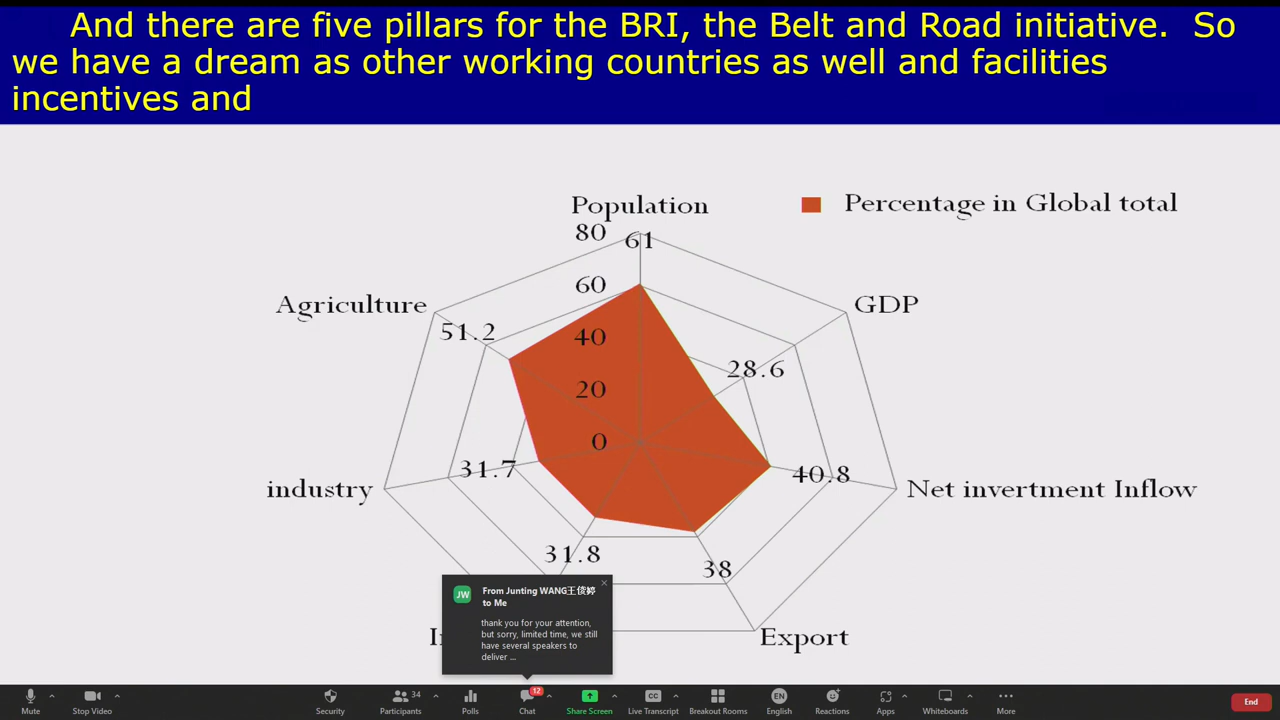 And there are five pillars for the BRI, the Belt and Road initiative. So
we have a dream as other working countries as well and facilities
incentives and
Percentage in Global total
Population
80
61
60
40
20
0
Agriculture
51.2
GDP
28.6
industry
31.7
40.8
Net invertment Inflow
31.8
38
Export
JW
From Junting WANG王俊婷
to Me
thank you for your attention,
but sorry, limited time, we still
have several speakers to
deliver ...
Mute
Stop Video
Security
Participants
34
Polls
Chat
12
Share Screen
CC
Live Transcript
Breakout Rooms
EN
English
Reactions
Apps
Whiteboards
More
End